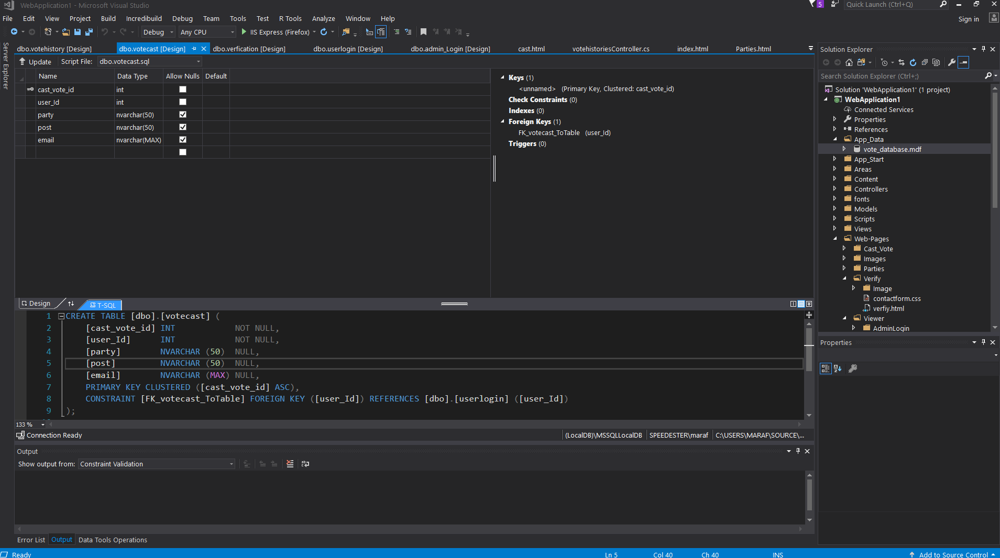 WebApplication1 - Microsoft Visual Studio
5
Quick Launch (Ctrl+Q)
File Edit View Project Build Incredibuild Debug Team Tools Test R Tools Analyze Window Help
Sign in
Debug Any CPU IIS Express (Firefox)
Server Explorer
dbo.votehistory [Design] dbo.votecast [Design] dbo.verfication [Design] dbo.userlogin [Design] dbo.admin_Login [Design] cast.html votehistoriesController.cs index.html Parties.html
Update Script File: dbo.votecast.sql
Name Data Type Allow Nulls Default
cast_vote_id int
user_Id int
party nvarchar(50)
post nvarchar(50)
email nvarchar(MAX)
Keys (1)
<unnamed> (Primary Key, Clustered: cast_vote_id)
Check Constraints (0)
Indexes (0)
Foreign Keys (1)
FK_votecast_ToTable (user_Id)
Triggers (0)
Design T-SQL
1 CREATE TABLE [dbo].[votecast] (
2 [cast_vote_id] INT NOT NULL,
3 [user_Id] INT NOT NULL,
4 [party] NVARCHAR (50) NULL,
5 [post] NVARCHAR (50) NULL,
6 [email] NVARCHAR (MAX) NULL,
7 PRIMARY KEY CLUSTERED ([cast_vote_id] ASC),
8 CONSTRAINT [FK_votecast_ToTable] FOREIGN KEY ([user_Id]) REFERENCES [dbo].[userlogin] ([user_Id])
9 );
133 %
Connection Ready (LocalDB)\MSSQLLocalDB SPEEDESTER\maraf C:\USERS\MARAF\SOURCE\...
Output
Show output from: Constraint Validation
Error List Output Data Tools Operations
Solution Explorer
Search Solution Explorer (Ctrl+;)
Solution 'WebApplication1' (1 project)
WebApplication1
Connected Services
Properties
References
App_Data
vote_database.mdf
App_Start
Areas
Content
Controllers
fonts
Models
Scripts
Views
Web-Pages
Cast_Vote
Images
Parties
Verify
Image
contactform.css
verfiy.html
Viewer
AdminLogin
Properties
Ready Ln 5 Col 40 Ch 40 INS Add to Source Control